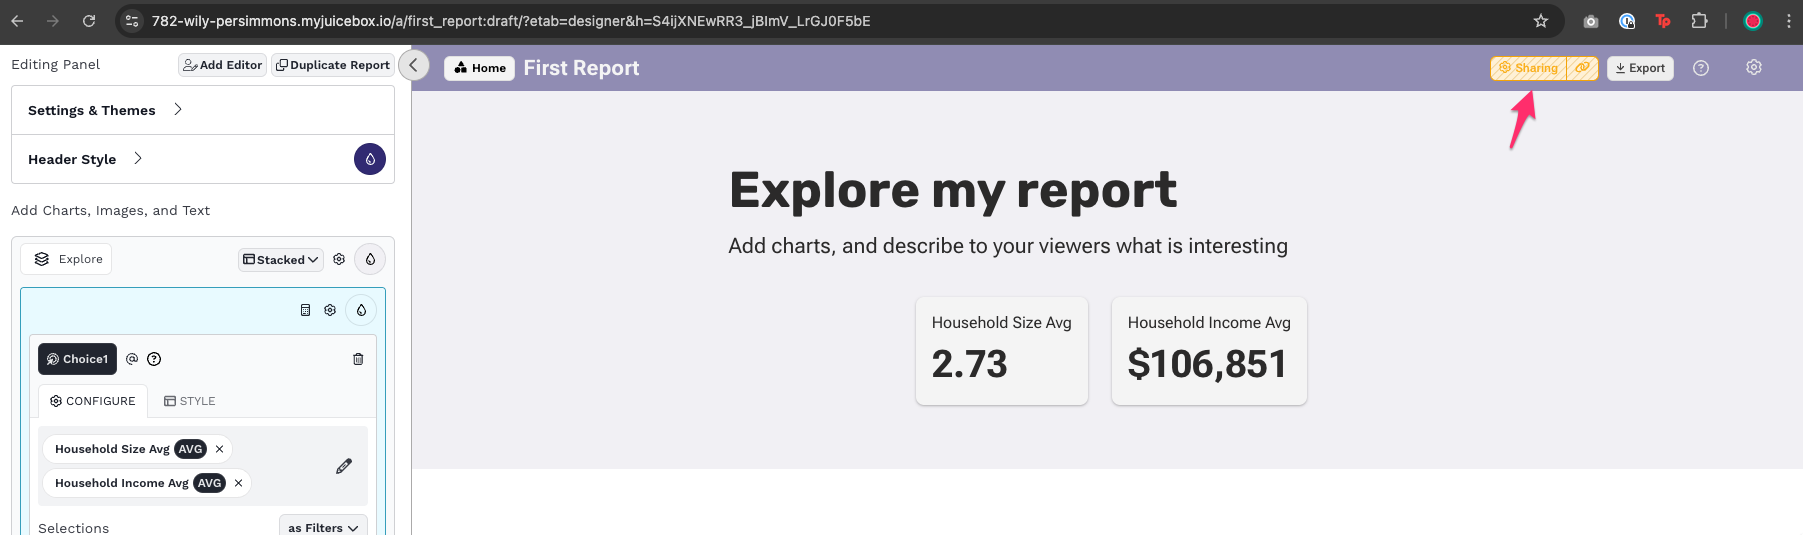 782-wily-persimmons.myjuicebox.io/a/first_report:draft/?etab=designer&h=S4ijXNEwRR3_jBImV_LrGJ0F5bE
Tp
Editing Panel
Add Editor
Duplicate Report
Home
First Report
Sharing
Export
Settings & Themes
Header Style
Add Charts, Images, and Text
Explore
Stacked
Choice1
CONFIGURE
STYLE
Household Size Avg AVG
Household Income Avg AVG
Selections
as Filters
Explore my report
Add charts, and describe to your viewers what is interesting
Household Size Avg
2.73
Household Income Avg
$106,851